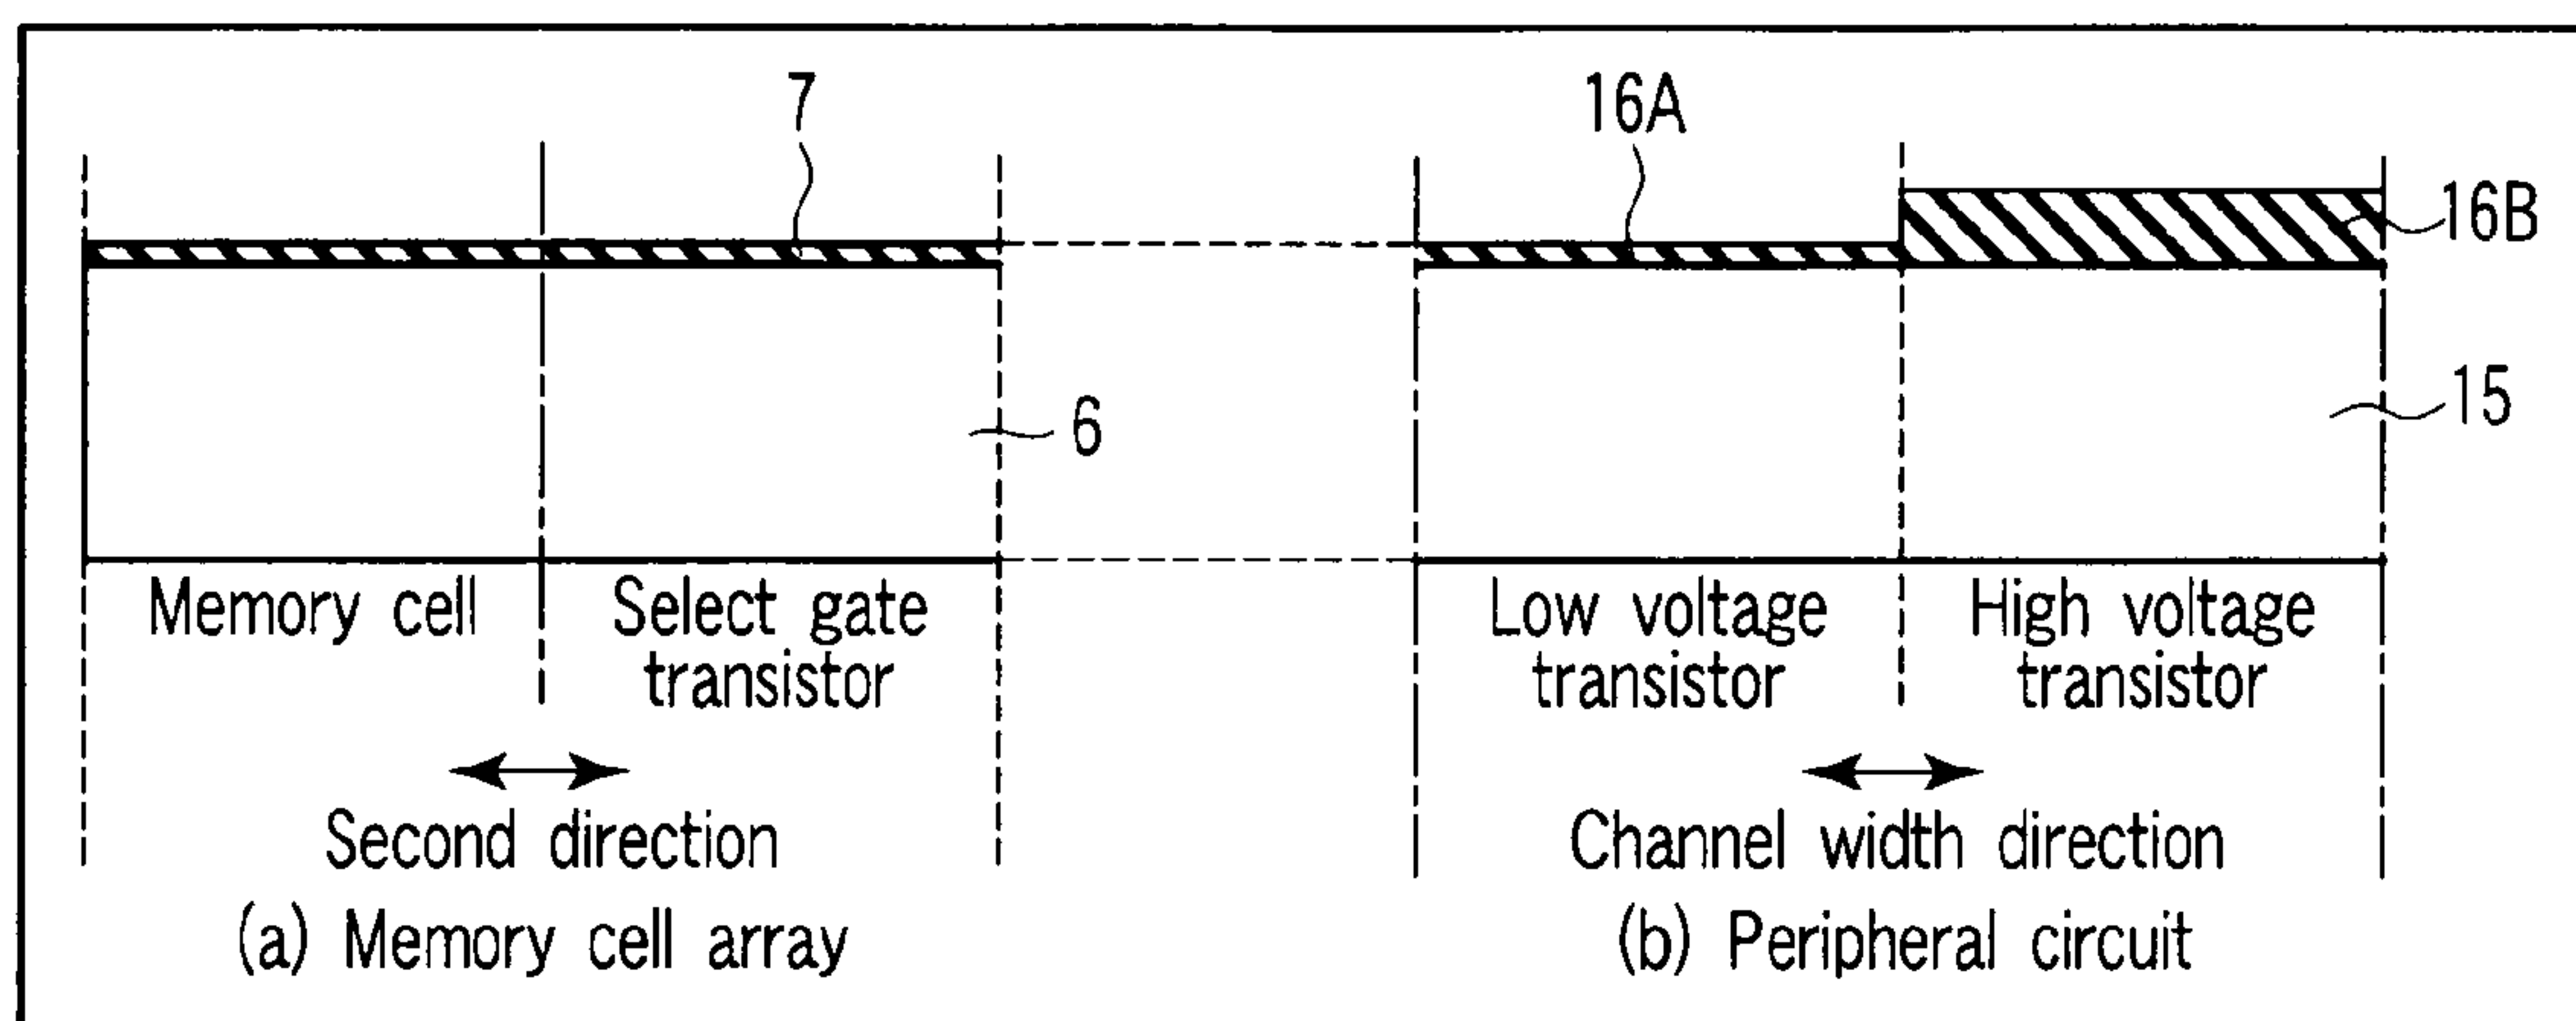 7
16A
16B
6
15
Memory cell
Select gate
transistor
Low voltage
transistor
High voltage
transistor
Second direction
Channel width direction
(a) Memory cell array
(b) Peripheral circuit